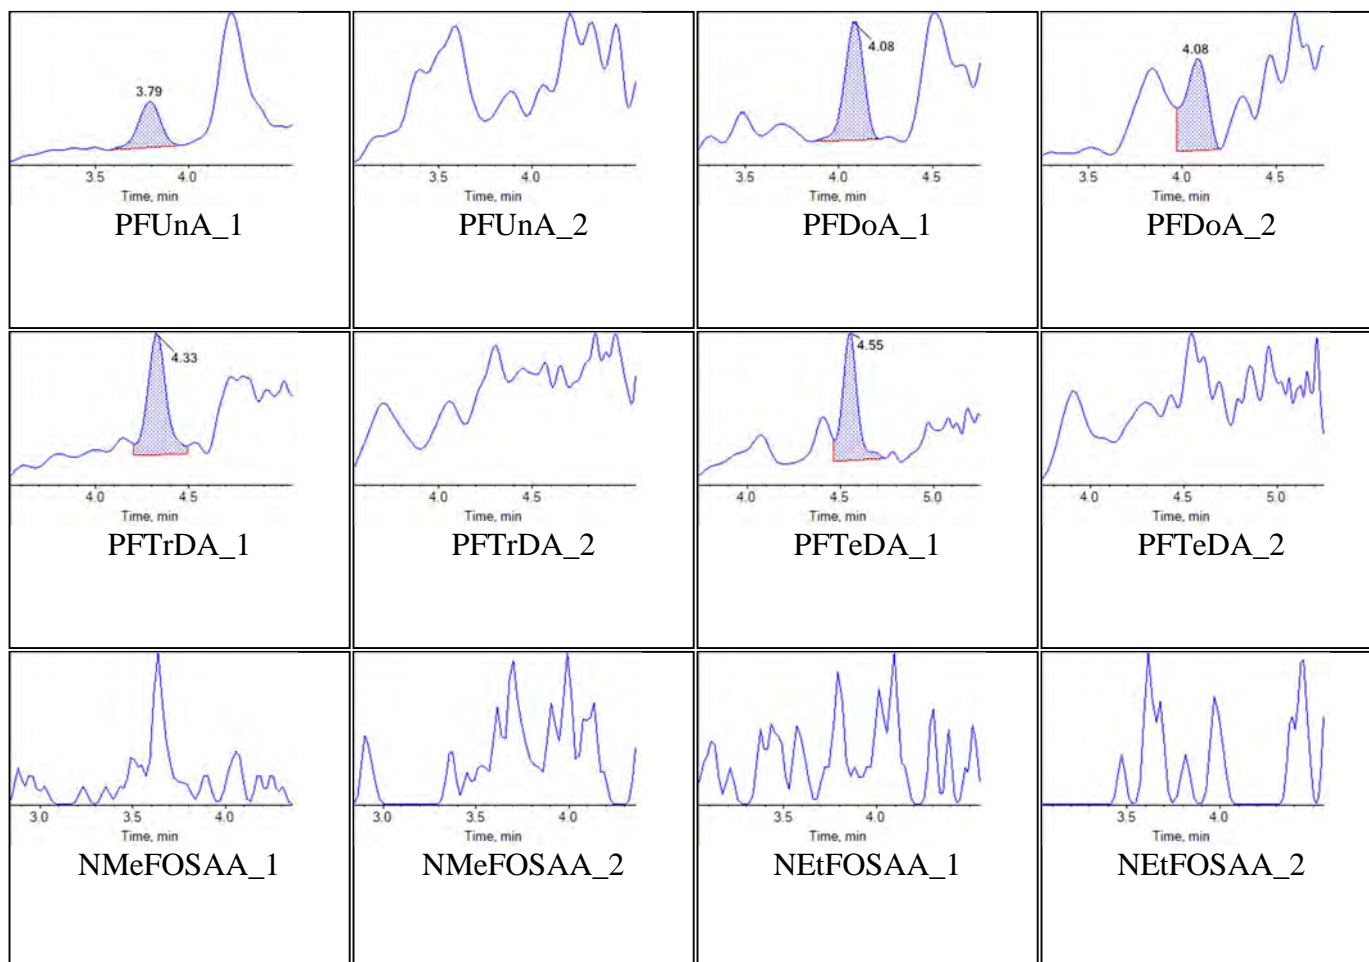 3.79
3.5 4.0
Time, min
PFUnA_1
3.5 4.0
Time, min
PFUnA_2
4.08
3.5 4.0 4.5
Time, min
PFDoA_1
4.08
3.5 4.0 4.5
Time, min
PFDoA_2
4.33
4.0 4.5
Time, min
PFTrDA_1
4.0 4.5
Time, min
PFTrDA_2
4.55
4.0 4.5 5.0
Time, min
PFTeDA_1
4.0 4.5 5.0
Time, min
PFTeDA_2
3.0 3.5 4.0
Time, min
NMeFOSAA_1
3.0 3.5 4.0
Time, min
NMeFOSAA_2
3.5 4.0
Time, min
NEtFOSAA_1
3.5 4.0
Time, min
NEtFOSAA_2